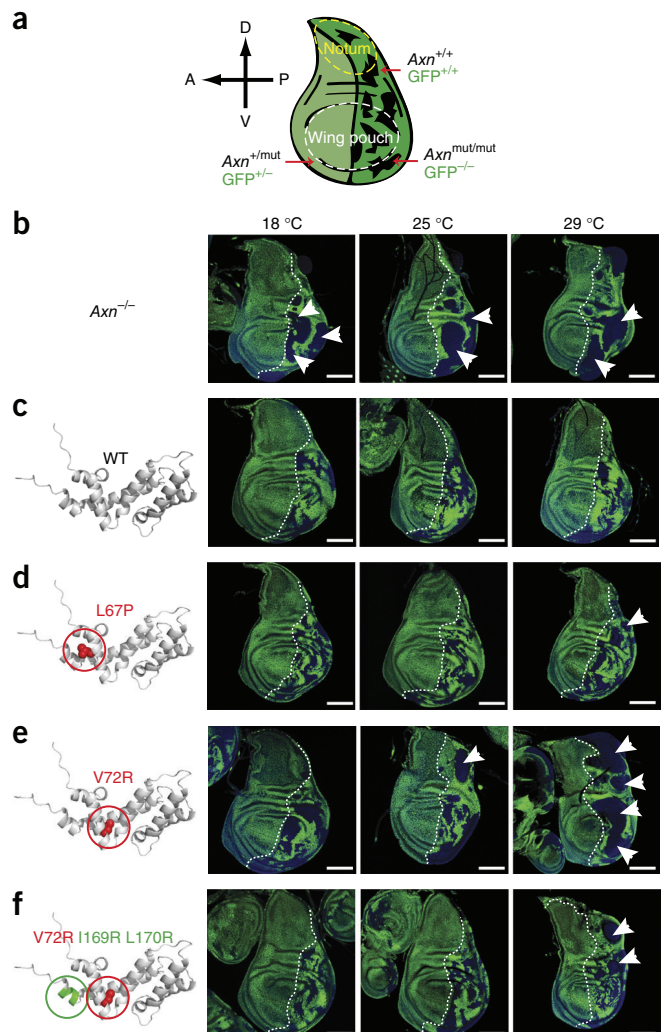 a
D
A P
V
Notum
Axn+/+
GFP+/+
Wing pouch
Axn+/mut
GFP+/−
Axnmut/mut
GFP−/−
18 °C 25 °C 29 °C
b
Axn−/−
c
WT
d
L67P
e
V72R
f
V72R I169R L170R